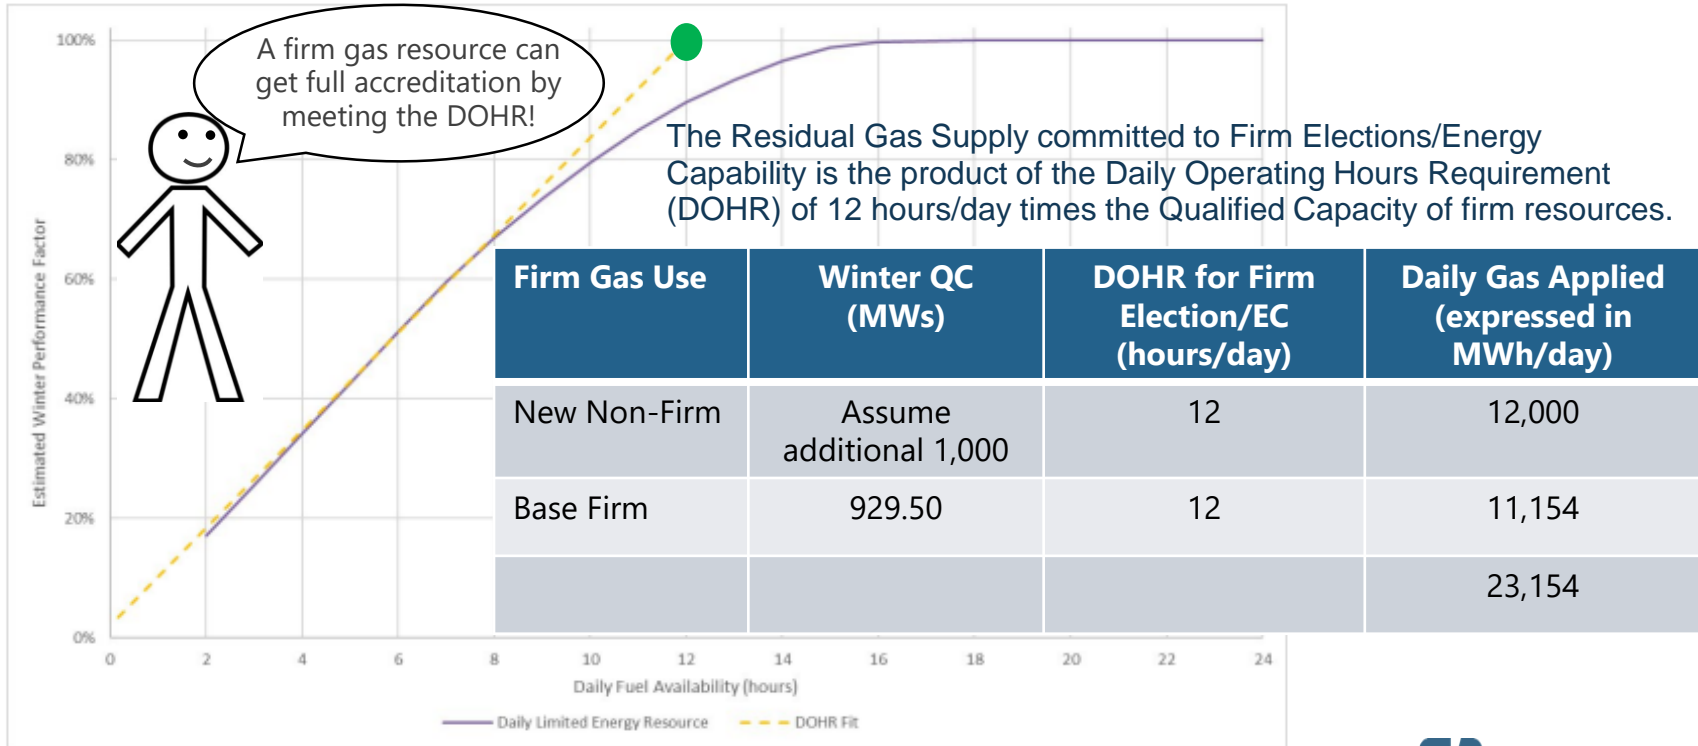 A firm gas resource can
get full accreditation by
meeting the DOHR!
The Residual Gas Supply committed to Firm Elections/Energy
Capability is the product of the Daily Operating Hours Requirement
(DOHR) of 12 hours/day times the Qualified Capacity of firm resources.
Firm Gas Use
Winter QC
(MWs)
DOHR for Firm
Election/EC
(hours/day)
Daily Gas Applied
(expressed in
MWh/day)
New Non-Firm
Assume
additional 1,000
12
12,000
Base Firm
929.50
12
11,154
23,154
Estimated Winter Performance Factor
100%
80%
60%
40%
20%
0%
0 2 4 6 8 10 12 14 16 18 20 22 24
Daily Fuel Availability (hours)
Daily Limited Energy Resource
DOHR Fit